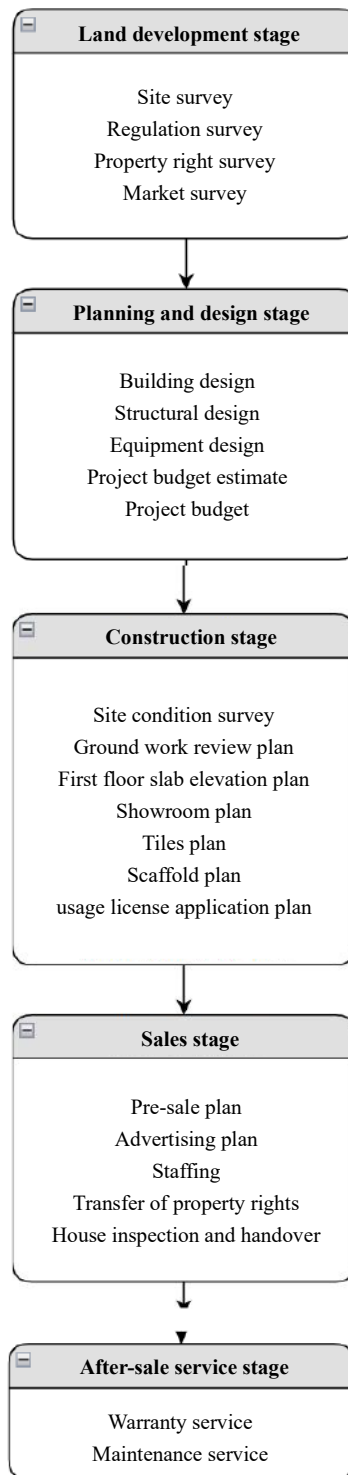 Land development stage
Site survey
Regulation survey
Property right survey
Market survey
Planning and design stage
Building design
Structural design
Equipment design
Project budget estimate
Project budget
Construction stage
Site condition survey
Ground work review plan
First floor slab elevation plan
Showroom plan
Tiles plan
Scaffold plan
usage license application plan
Sales stage
Pre-sale plan
Advertising plan
Staffing
Transfer of property rights
House inspection and handover
After-sale service stage
Warranty service
Maintenance service